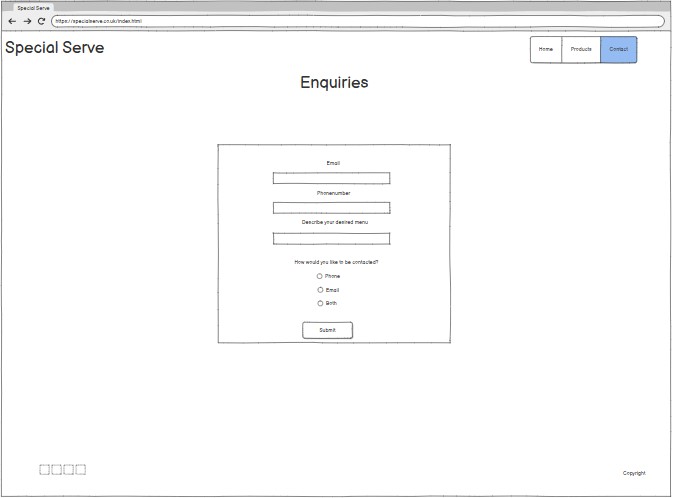 Special Serve
https://specialserve.co.uk/index.html
Special Serve
Home Products Contact
Enquiries
Email
Phonenumber
Describe your desired menu
How would you like to be contacted?
Phone
Email
Birth
Submit
Copyright